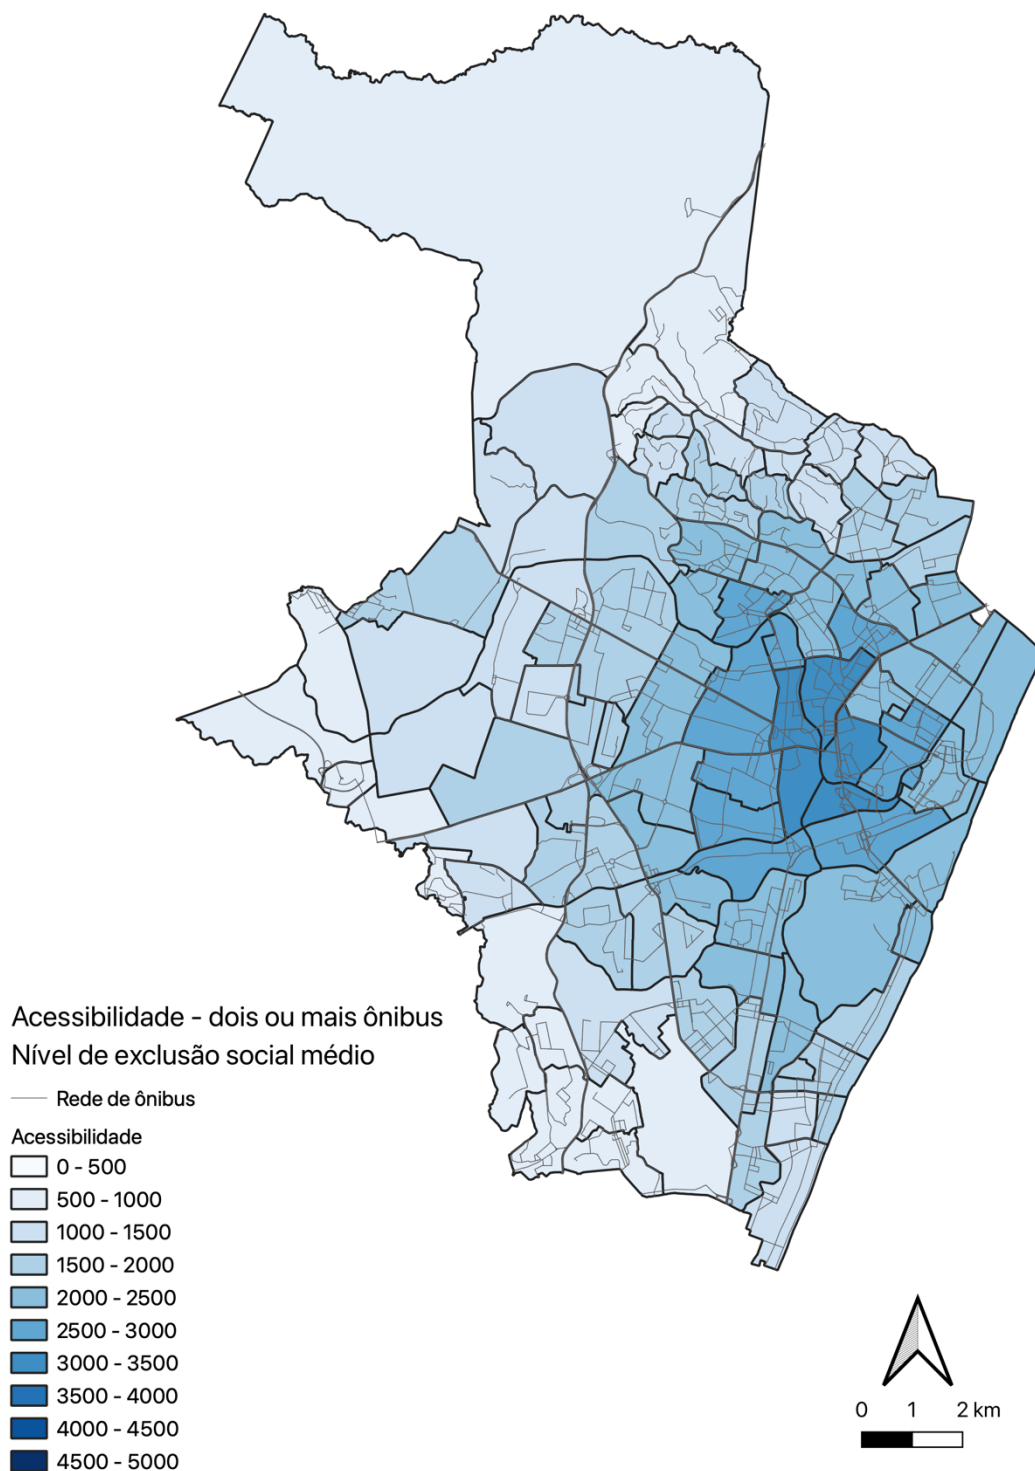 Acessibilidade - dois ou mais ônibus
Nível de exclusão social médio
Rede de ônibus
Acessibilidade
0 - 500
500 - 1000
1000 - 1500
1500 - 2000
2000 - 2500
2500 - 3000
3000 - 3500
3500 - 4000
4000 - 4500
4500 - 5000
0 1 2 km